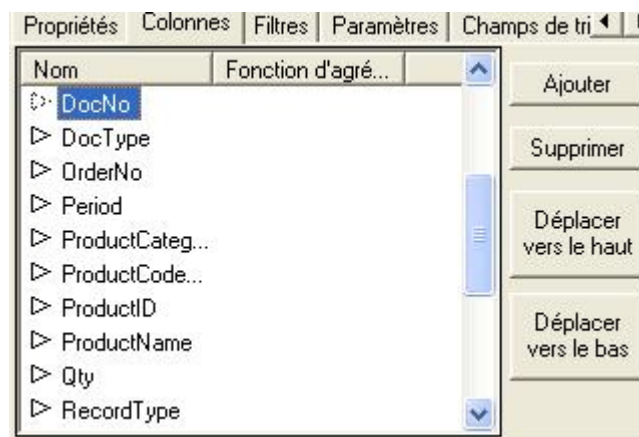 Propriétés Colonnes Filtres Paramètres Champs de tri
Nom Fonction d'agré...
DocNo
DocType
OrderNo
Period
ProductCateg...
ProductCode...
ProductID
ProductName
Qty
RecordType
Ajouter
Supprimer
Déplacer
vers le haut
Déplacer
vers le bas